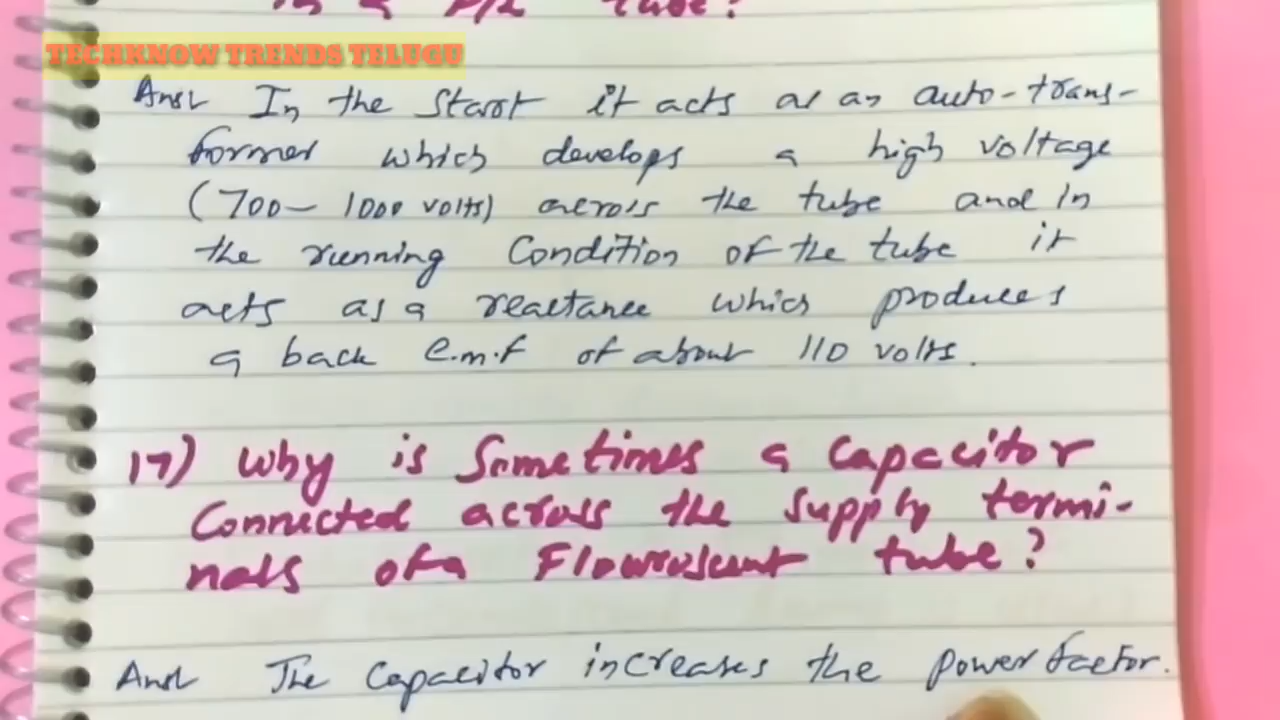 in a F/L tube?
TECHKNOW TRENDS TELUGU
Ans: In the Start it acts as an auto-trans-
former which develops a high voltage
(700- 1000 volts) across the tube and in
the running Condition of the tube it
acts as a reactance which produces
a back e.m.f of about 110 volts.
17) Why is Sometimes a Capacitor
Connected across the Supply termi-
nals of a Flourescent tube?
Ans: The Capacitor increases the power factor.